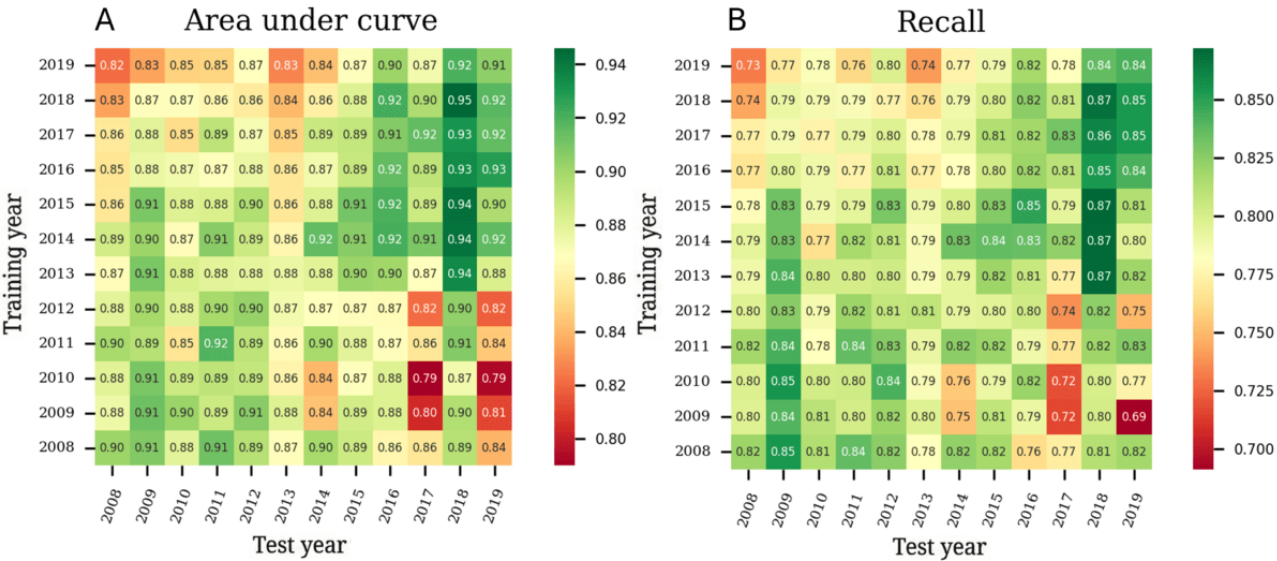 A Area under curve
2019 0.82 0.83 0.85 0.85 0.87 0.83 0.84 0.87 0.90 0.87 0.92 0.91
2018 0.83 0.87 0.87 0.86 0.86 0.84 0.86 0.88 0.92 0.90 0.95 0.92
2017 0.86 0.88 0.85 0.89 0.87 0.85 0.89 0.89 0.91 0.92 0.93 0.92
2016 0.85 0.88 0.87 0.87 0.88 0.86 0.87 0.89 0.92 0.89 0.93 0.93
2015 0.86 0.91 0.88 0.88 0.90 0.86 0.88 0.91 0.92 0.89 0.94 0.90
2014 0.89 0.90 0.87 0.91 0.89 0.86 0.92 0.91 0.92 0.91 0.94 0.92
2013 0.87 0.91 0.88 0.88 0.88 0.88 0.88 0.90 0.90 0.87 0.94 0.88
2012 0.88 0.90 0.88 0.90 0.90 0.87 0.87 0.87 0.87 0.82 0.90 0.82
2011 0.90 0.89 0.85 0.92 0.89 0.86 0.90 0.88 0.87 0.86 0.91 0.84
2010 0.88 0.91 0.89 0.89 0.89 0.86 0.84 0.87 0.88 0.79 0.87 0.79
2009 0.88 0.91 0.90 0.89 0.91 0.88 0.84 0.89 0.88 0.80 0.90 0.81
2008 0.90 0.91 0.88 0.91 0.89 0.87 0.90 0.89 0.86 0.86 0.89 0.84
2008 2009 2010 2011 2012 2013 2014 2015 2016 2017 2018 2019
Training year
Test year
0.94
0.92
0.90
0.88
0.86
0.84
0.82
0.80
B Recall
2019 0.73 0.77 0.78 0.76 0.80 0.74 0.77 0.79 0.82 0.78 0.84 0.84
2018 0.74 0.79 0.79 0.79 0.77 0.76 0.79 0.80 0.82 0.81 0.87 0.85
2017 0.77 0.79 0.77 0.79 0.80 0.78 0.79 0.81 0.82 0.83 0.86 0.85
2016 0.77 0.80 0.79 0.77 0.81 0.77 0.78 0.80 0.82 0.81 0.85 0.84
2015 0.78 0.83 0.79 0.79 0.83 0.79 0.80 0.83 0.85 0.79 0.87 0.81
2014 0.79 0.83 0.77 0.82 0.81 0.79 0.83 0.84 0.83 0.82 0.87 0.80
2013 0.79 0.84 0.80 0.80 0.80 0.79 0.79 0.82 0.81 0.77 0.87 0.82
2012 0.80 0.83 0.79 0.82 0.81 0.81 0.79 0.80 0.80 0.74 0.82 0.75
2011 0.82 0.84 0.78 0.84 0.83 0.79 0.82 0.82 0.79 0.77 0.82 0.83
2010 0.80 0.85 0.80 0.80 0.84 0.79 0.76 0.79 0.82 0.72 0.80 0.77
2009 0.80 0.84 0.81 0.80 0.82 0.80 0.75 0.81 0.79 0.72 0.80 0.69
2008 0.82 0.85 0.81 0.84 0.82 0.78 0.82 0.82 0.76 0.77 0.81 0.82
2008 2009 2010 2011 2012 2013 2014 2015 2016 2017 2018 2019
Training year
Test year
0.850
0.825
0.800
0.775
0.750
0.725
0.700